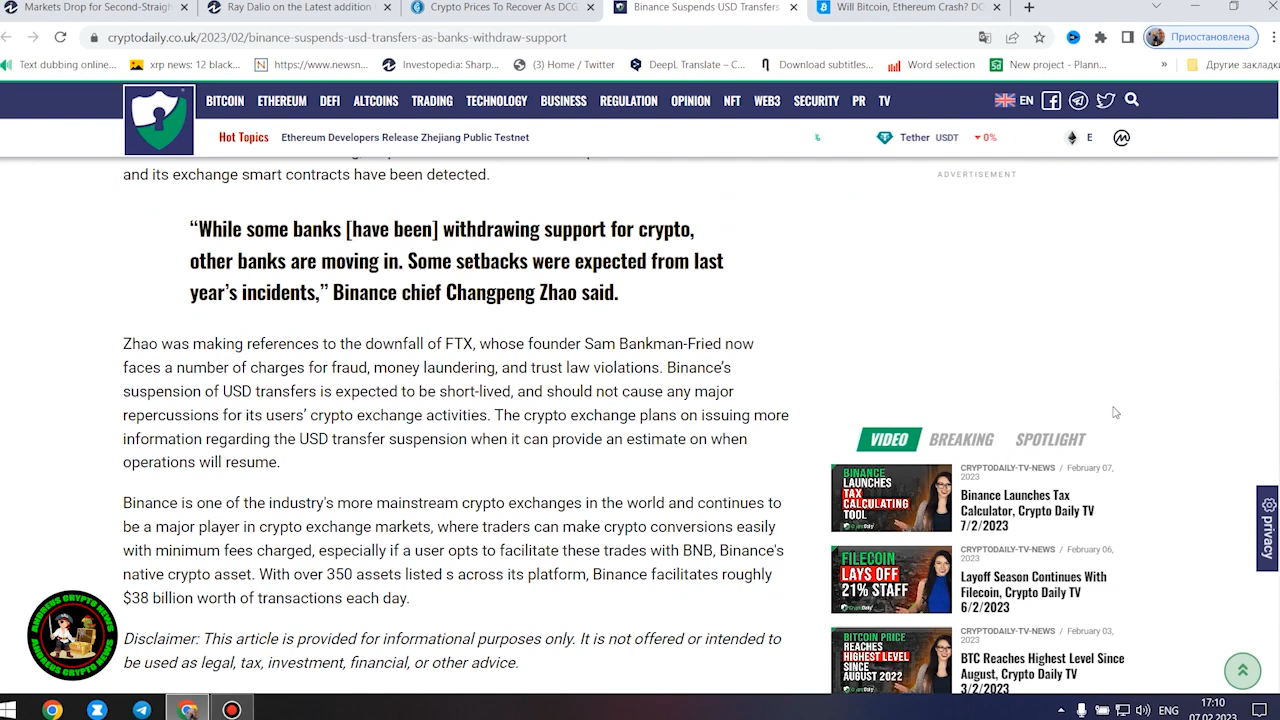 Markets Drop for Second-Straigh
Ray Dalio on the Latest addition
Crypto Prices To Recover As DCG
Binance Suspends USD Transfers
Will Bitcoin, Ethereum Crash? DC
cryptodaily.co.uk/2023/02/binance-suspends-usd-transfers-as-banks-withdraw-support
Приостановлена
Text dubbing online...
xrp news: 12 black...
https://www.newsn...
Investopedia: Sharp...
(3) Home / Twitter
DeepL Translate – C...
Download subtitles...
Word selection
New project - Plann...
»
Другие закладки
BITCOIN ETHEREUM DEFI ALTCOINS TRADING TECHNOLOGY BUSINESS REGULATION OPINION NFT WEB3 SECURITY PR TV
EN
Hot Topics Ethereum Developers Release Zhejiang Public Testnet
Tether USDT 0%
E
and its exchange smart contracts have been detected.
ADVERTISEMENT
“While some banks [have been] withdrawing support for crypto,
other banks are moving in. Some setbacks were expected from last
year’s incidents,” Binance chief Changpeng Zhao said.
Zhao was making references to the downfall of FTX, whose founder Sam Bankman-Fried now
faces a number of charges for fraud, money laundering, and trust law violations. Binance’s
suspension of USD transfers is expected to be short-lived, and should not cause any major
repercussions for its users’ crypto exchange activities. The crypto exchange plans on issuing more
information regarding the USD transfer suspension when it can provide an estimate on when
operations will resume.
Binance is one of the industry's more mainstream crypto exchanges in the world and continues to
be a major player in crypto exchange markets, where traders can make crypto conversions easily
with minimum fees charged, especially if a user opts to facilitate these trades with BNB, Binance's
native crypto asset. With over 350 assets listed s across its platform, Binance facilitates roughly
$38 billion worth of transactions each day.
Disclaimer: This article is provided for informational purposes only. It is not offered or intended to
be used as legal, tax, investment, financial, or other advice.
VIDEO BREAKING SPOTLIGHT
BINANCE
LAUNCHES
TAX
CALCULATING
TOOL
CRYPTODAILY-TV-NEWS / February 07,
2023
Binance Launches Tax
Calculator, Crypto Daily TV
7/2/2023
FILECOIN
LAYS OFF
21% STAFF
CRYPTODAILY-TV-NEWS / February 06,
2023
Layoff Season Continues With
Filecoin, Crypto Daily TV
6/2/2023
BITCOIN PRICE
REACHES
HIGHEST LEVEL
SINCE
AUGUST 2022
CRYPTODAILY-TV-NEWS / February 03,
2023
BTC Reaches Highest Level Since
August, Crypto Daily TV
3/2/2023
privacy
ANDREUS CRYPTO NEWS
ANDREUS CRYPTO NEWS
ENG
17:10
07.02.2023